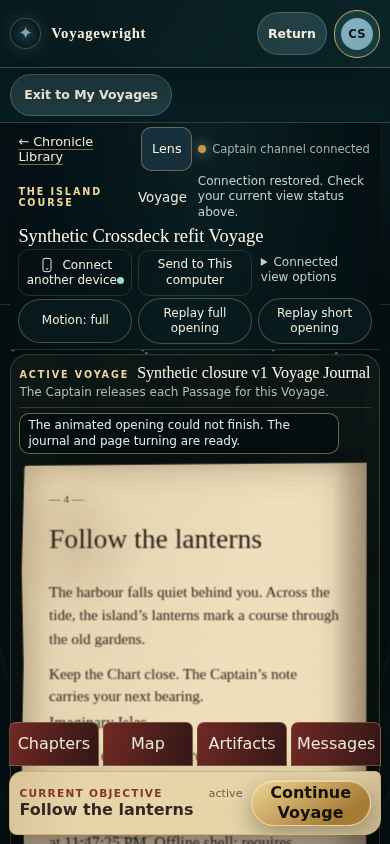 Voyagewright
Return
CS
Exit to My Voyages
← Chronicle
Library
Lens
Captain channel connected
THE ISLAND
COURSE
Voyage
Connection restored. Check
your current view status
above.
Synthetic Crossdeck refit Voyage
Connect
another device
Send to This
computer
▶ Connected
view options
Motion: full
Replay full
opening
Replay short
opening
ACTIVE VOYAGE Synthetic closure v1 Voyage Journal
The Captain releases each Passage for this Voyage.
The animated opening could not finish. The
journal and page turning are ready.
— 4 —
Follow the lanterns
The harbour falls quiet behind you. Across the
tide, the island’s lanterns mark a course through
the old gardens.
Keep the Chart close. The Captain’s note
carries your next bearing.
Imaginary Isles
Chapters
Map
Artifacts
Messages
CURRENT OBJECTIVE
Follow the lanterns
active
Continue
Voyage
at 11:47:25 PM. Offline shell: requires